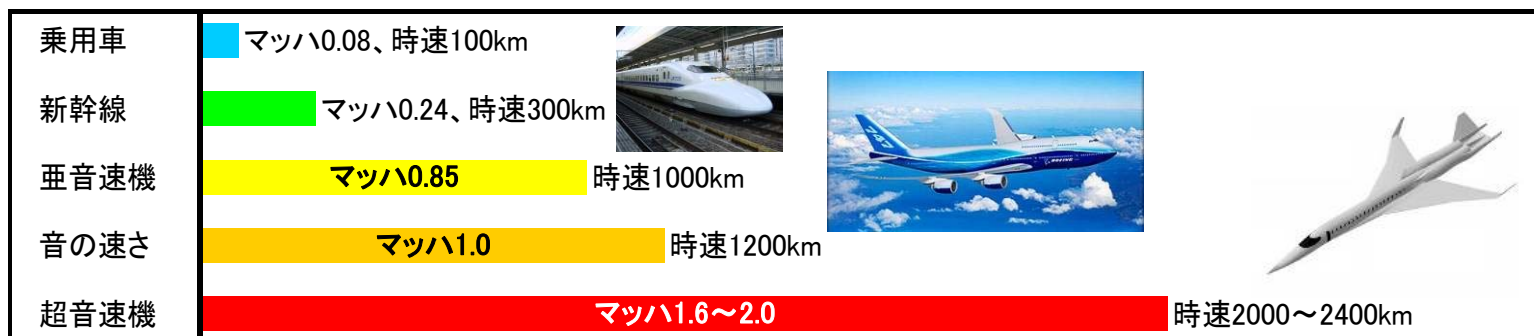 乗用車 マッハ0.08、時速100km
新幹線 マッハ0.24、時速300km
亜音速機 マッハ0.85 時速1000km
747
BOEING
音の速さ マッハ1.0 時速1200km
超音速機 マッハ1.6～2.0 時速2000～2400km